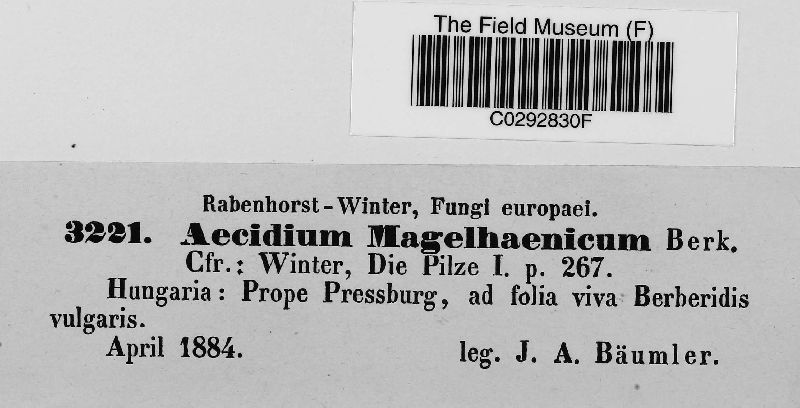 The Field Museum (F)
C0292830F
Rabenhorst-Winter, Fungi europaei.
3221. Aecidium Magelhaenicum Berk.
Cfr.: Winter, Die Pilze I. p. 267.
Hungaria: Prope Pressburg, ad folia viva Berberidis
vulgaris.
April 1884. leg. J. A. Bäumler.